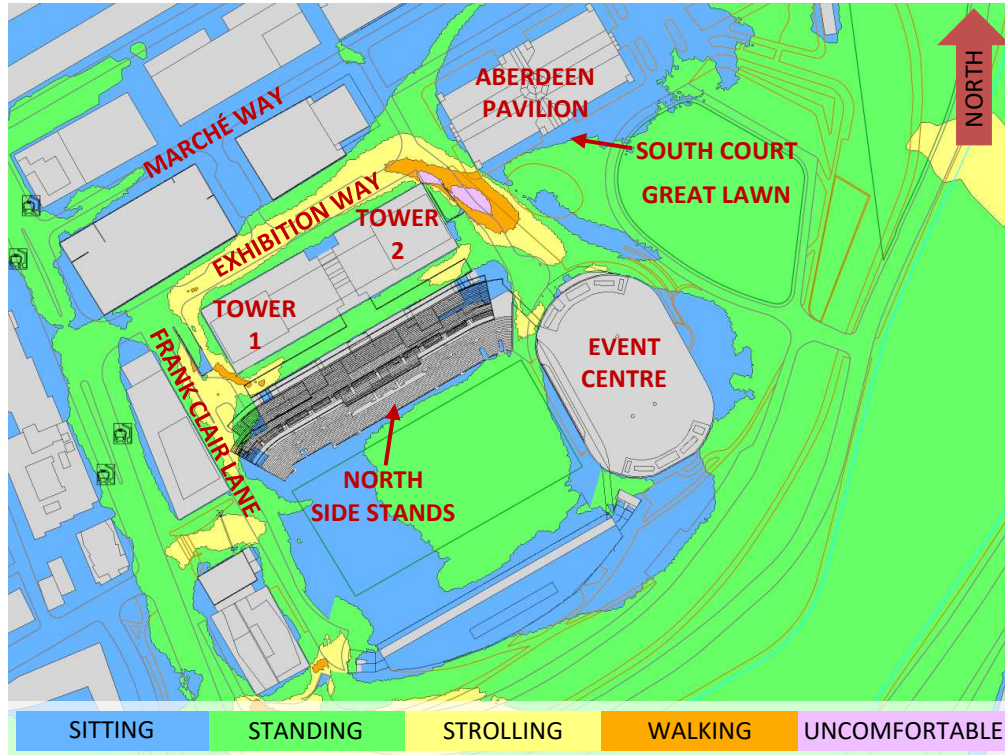 NORTH
ABERDEEN
PAVILION
MARCHÉ WAY
SOUTH COURT
GREAT LAWN
EXHIBITION WAY
TOWER
2
TOWER
1
FRANK CLAIR LANE
EVENT
CENTRE
NORTH
SIDE STANDS
SITTING
STANDING
STROLLING
WALKING
UNCOMFORTABLE